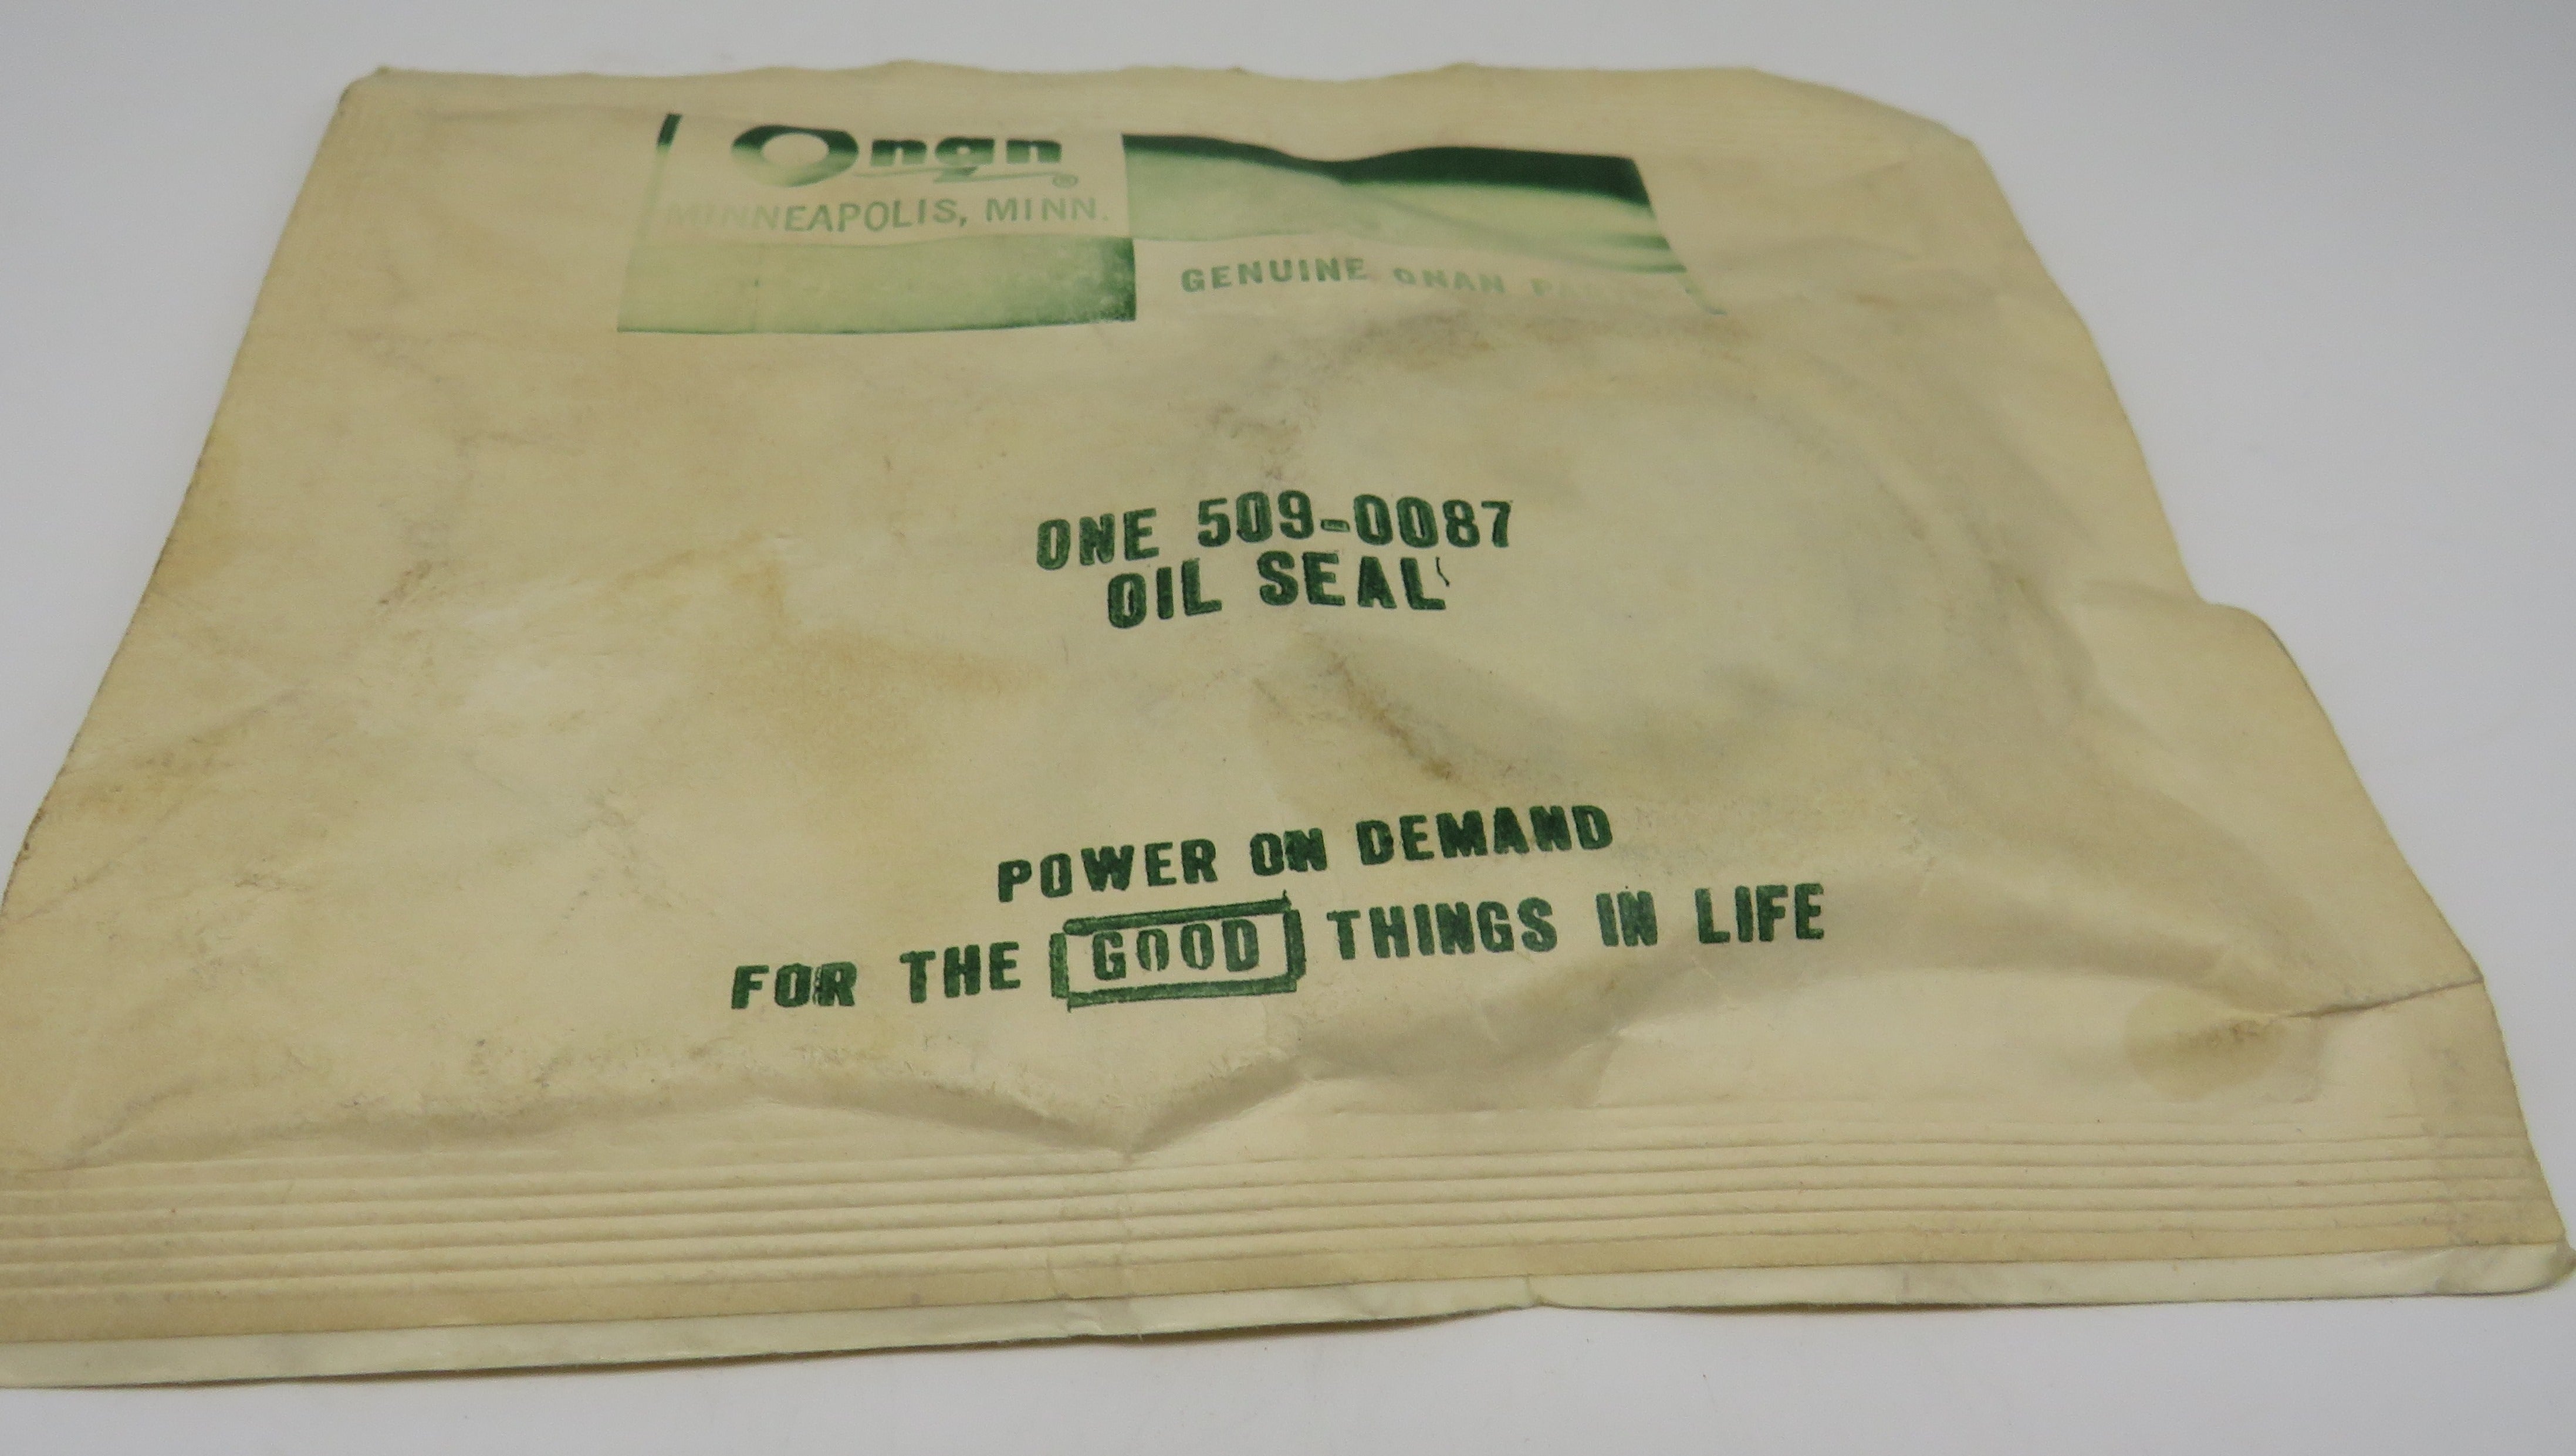 Onan®
MINNEAPOLIS, MINN.
GENUINE ONAN PARTS
ONE 509-0087
OIL SEAL
POWER ON DEMAND
FOR THE GOOD THINGS IN LIFE